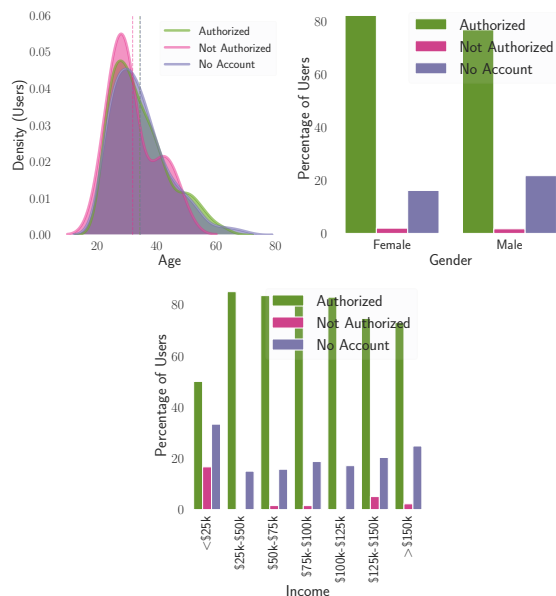 0.06
0.05
0.04
0.03
0.02
0.01
0.00
Density (Users)
20
40
60
80
Age
Authorized
Not Authorized
No Account
80
60
40
20
0
Percentage of Users
Female
Male
Gender
Authorized
Not Authorized
No Account
80
60
40
20
0
Percentage of Users
<$25k
$25k-$50k
$50k-$75k
$75k-$100k
$100k-$125k
$125k-$150k
>$150k
Income
Authorized
Not Authorized
No Account